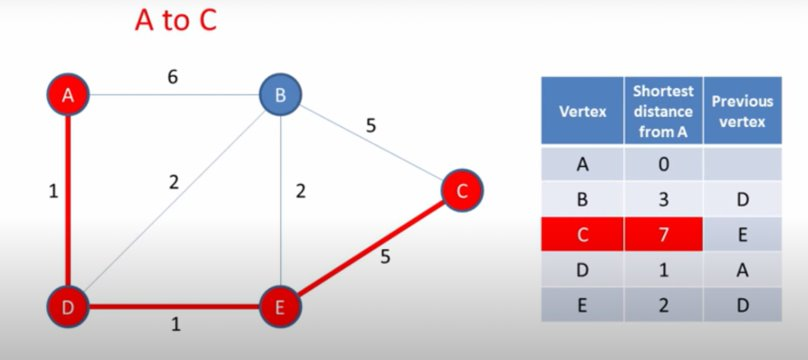 A to C
6
A
B
5
1
2
2
C
5
D
E
1
Vertex Shortest distance from A Previous vertex
A 0
B 3 D
C 7 E
D 1 A
E 2 D